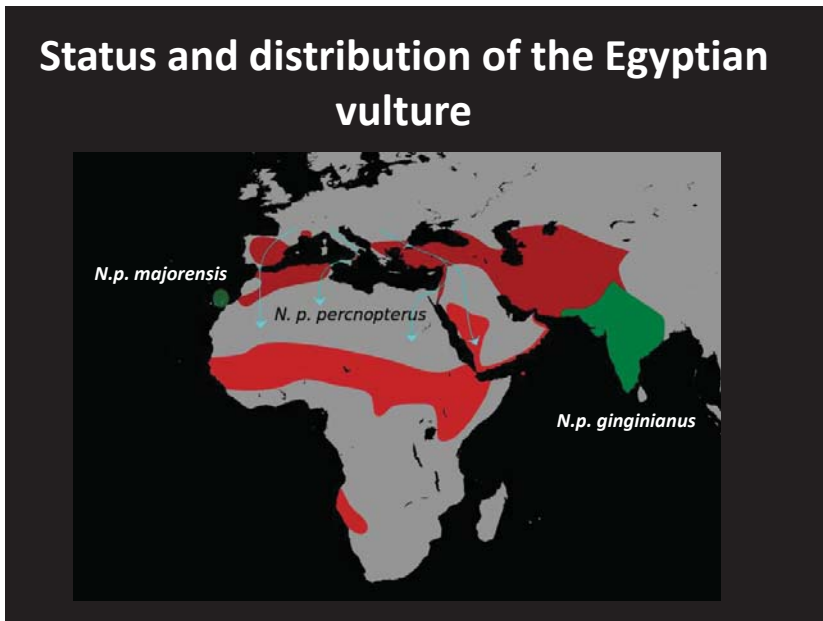 Status and distribution of the Egyptian
vulture
N.p. majorensis
N. p. percnopterus
N.p. ginginianus